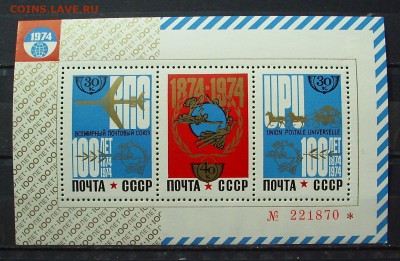 COINS.LAVE.RU
1974
30 к
ВПС
ВСЕМИРНЫЙ ПОЧТОВЫЙ СОЮЗ
100 ЛЕТ
1874
1974
ПОЧТА ★ СССР
1874-1974
40 к
ПОЧТА ★ СССР
30 к
UPU
UNION POSTALE UNIVERSELLE
100 ЛЕТ
1874
1974
ПОЧТА ★ СССР
№ 221870 *